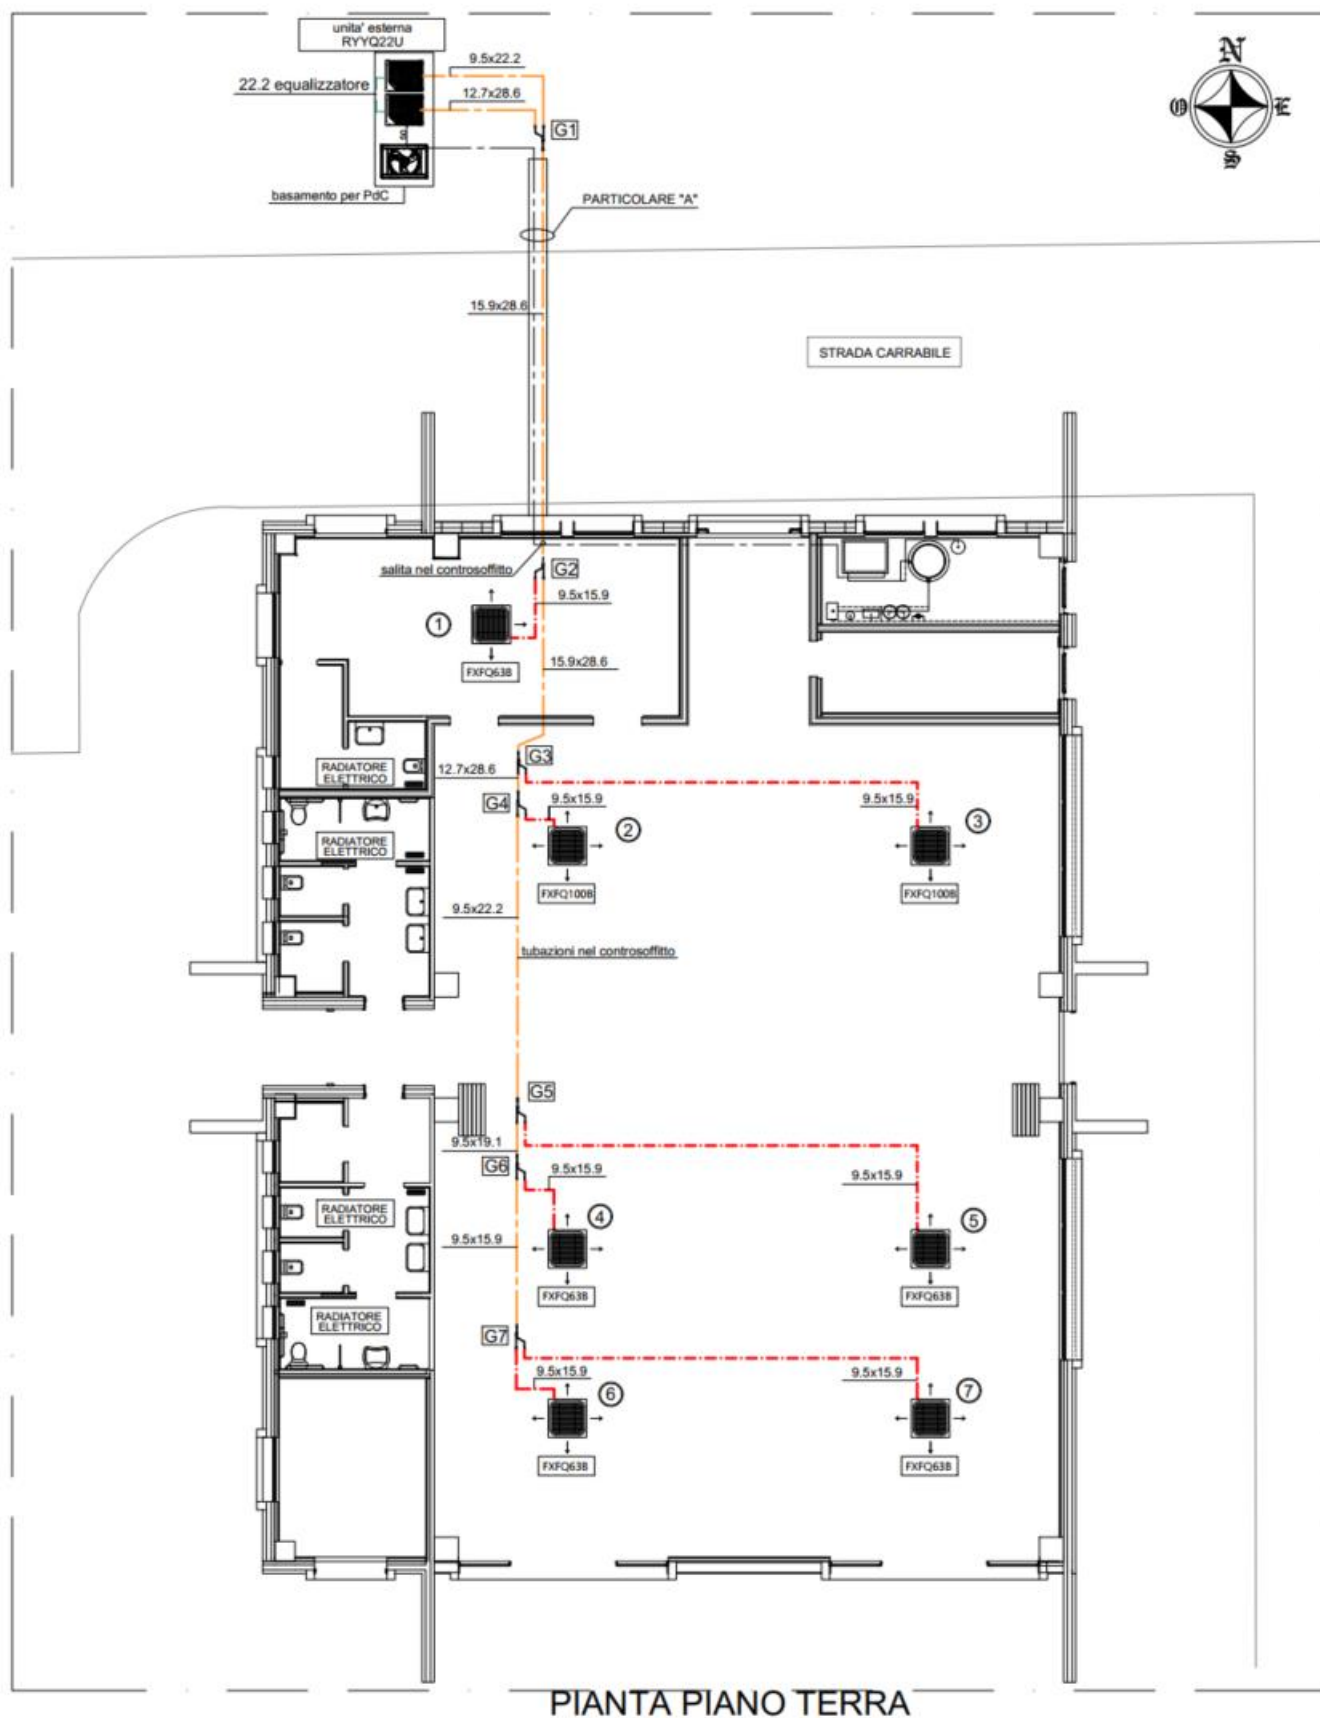 unita' esterna
RYYQ22U
N
O
E
S
9.5x22.2
22.2 equalizzatore
12.7x28.6
G1
50
basamento per PdC
PARTICOLARE "A"
15.9x28.6
STRADA CARRABILE
salita nel controsoffitto
G2
9.5x15.9
1
FXFQ63B
15.9x28.6
G3
RADIATORE
ELETTRICO
12.7x28.6
G4
9.5x15.9
9.5x15.9
2
3
RADIATORE
ELETTRICO
FXFQ100B
FXFQ100B
9.5x22.2
tubazioni nel controsoffitto
G5
9.5x19.1
G6
9.5x15.9
9.5x15.9
RADIATORE
ELETTRICO
4
5
9.5x15.9
FXFQ63B
FXFQ63B
RADIATORE
ELETTRICO
G7
9.5x15.9
9.5x15.9
6
7
FXFQ63B
FXFQ63B
PIANTA PIANO TERRA